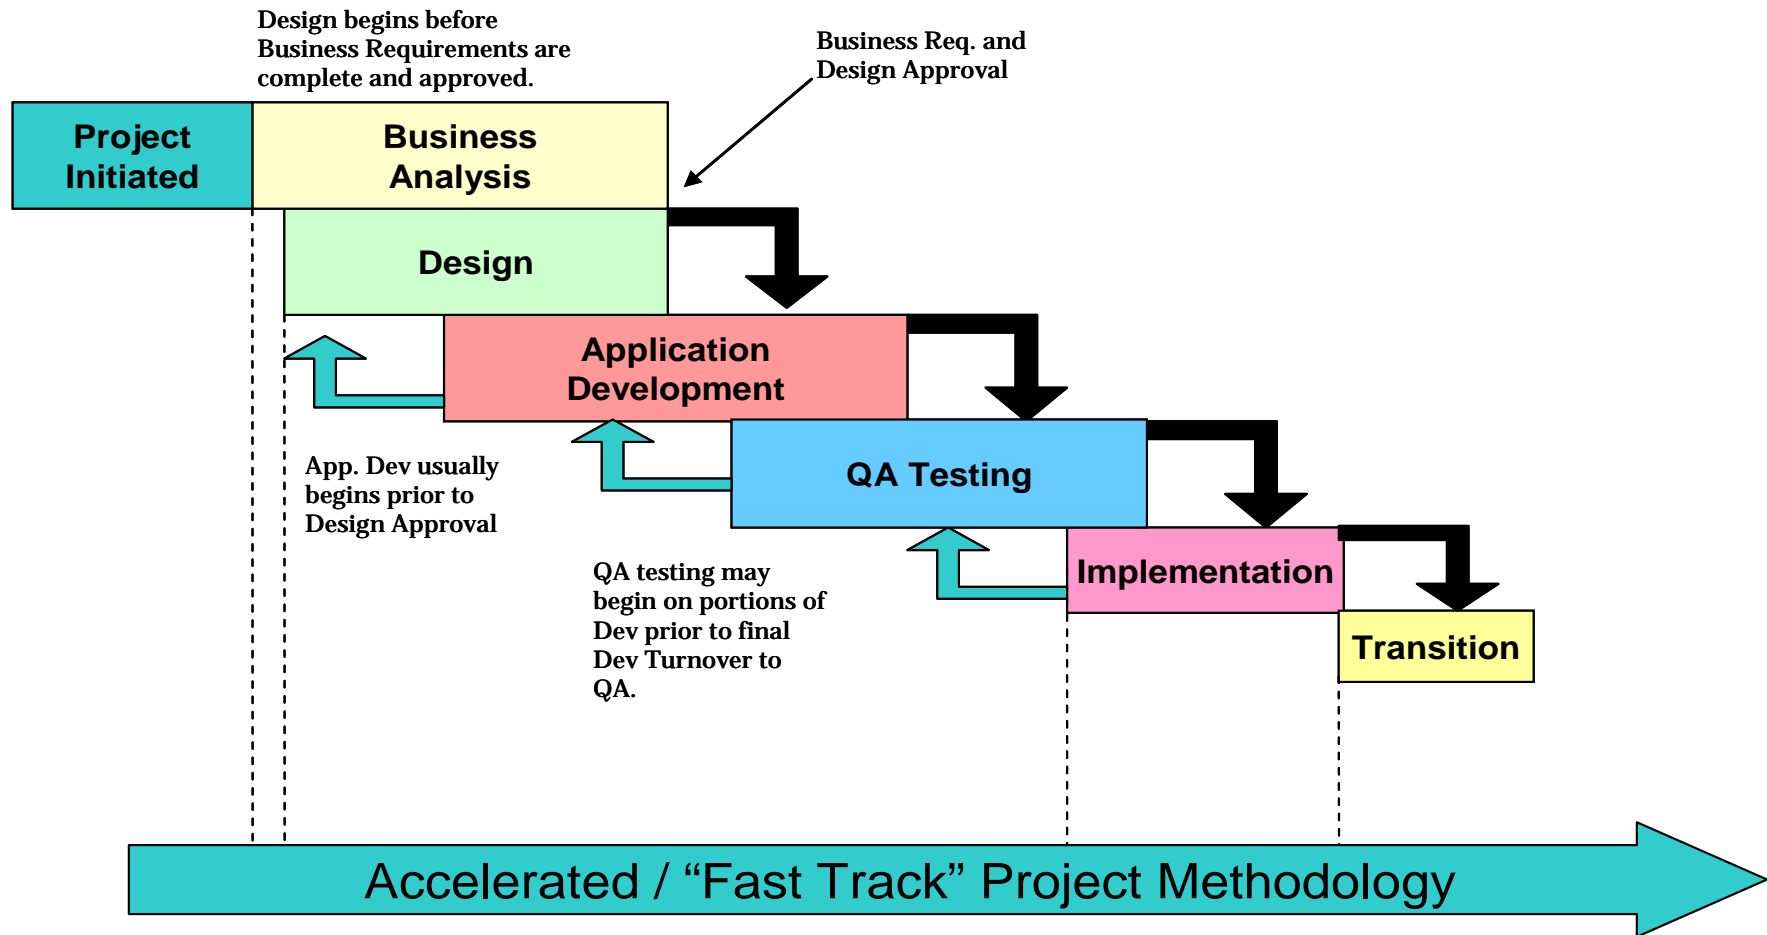 Design begins before
Business Requirements are
complete and approved.
Business Req. and
Design Approval
Project
Initiated
Business
Analysis
Design
Application
Development
App. Dev usually
begins prior to
Design Approval
QA Testing
QA testing may
begin on portions of
Dev prior to final
Dev Turnover to
QA.
Implementation
Transition
Accelerated / “Fast Track” Project Methodology